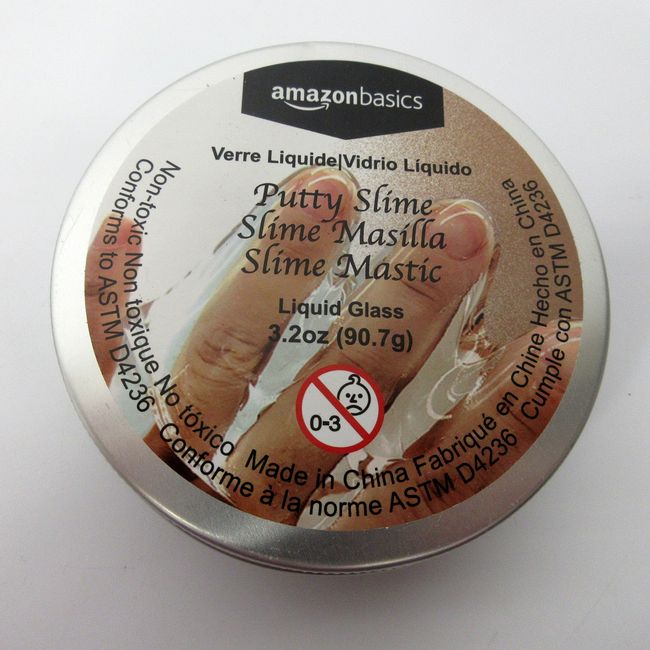 amazonbasics
Verre Liquide|Vidrio Líquido
Putty Slime
Slime Masilla
Slime Mastic
Liquid Glass
3.2oz (90.7g)
0-3
Non-toxic Non toxique No tóxico Made in China Fabriqué en Chine Hecho en China
Conforms to ASTM D4236 Conforme à la norme ASTM D4236 Cumple con ASTM D4236